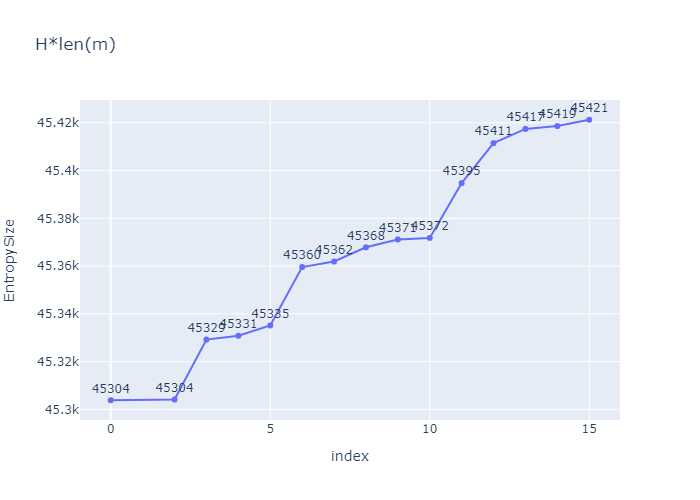 H*len(m)
45.42k
45.4k
45.38k
45.36k
45.34k
45.32k
45.3k
EntropySize
45304
45304
45329
45331
45335
45360
45362
45368
45371
45372
45395
45411
45417
45419
45421
0
5
10
15
index